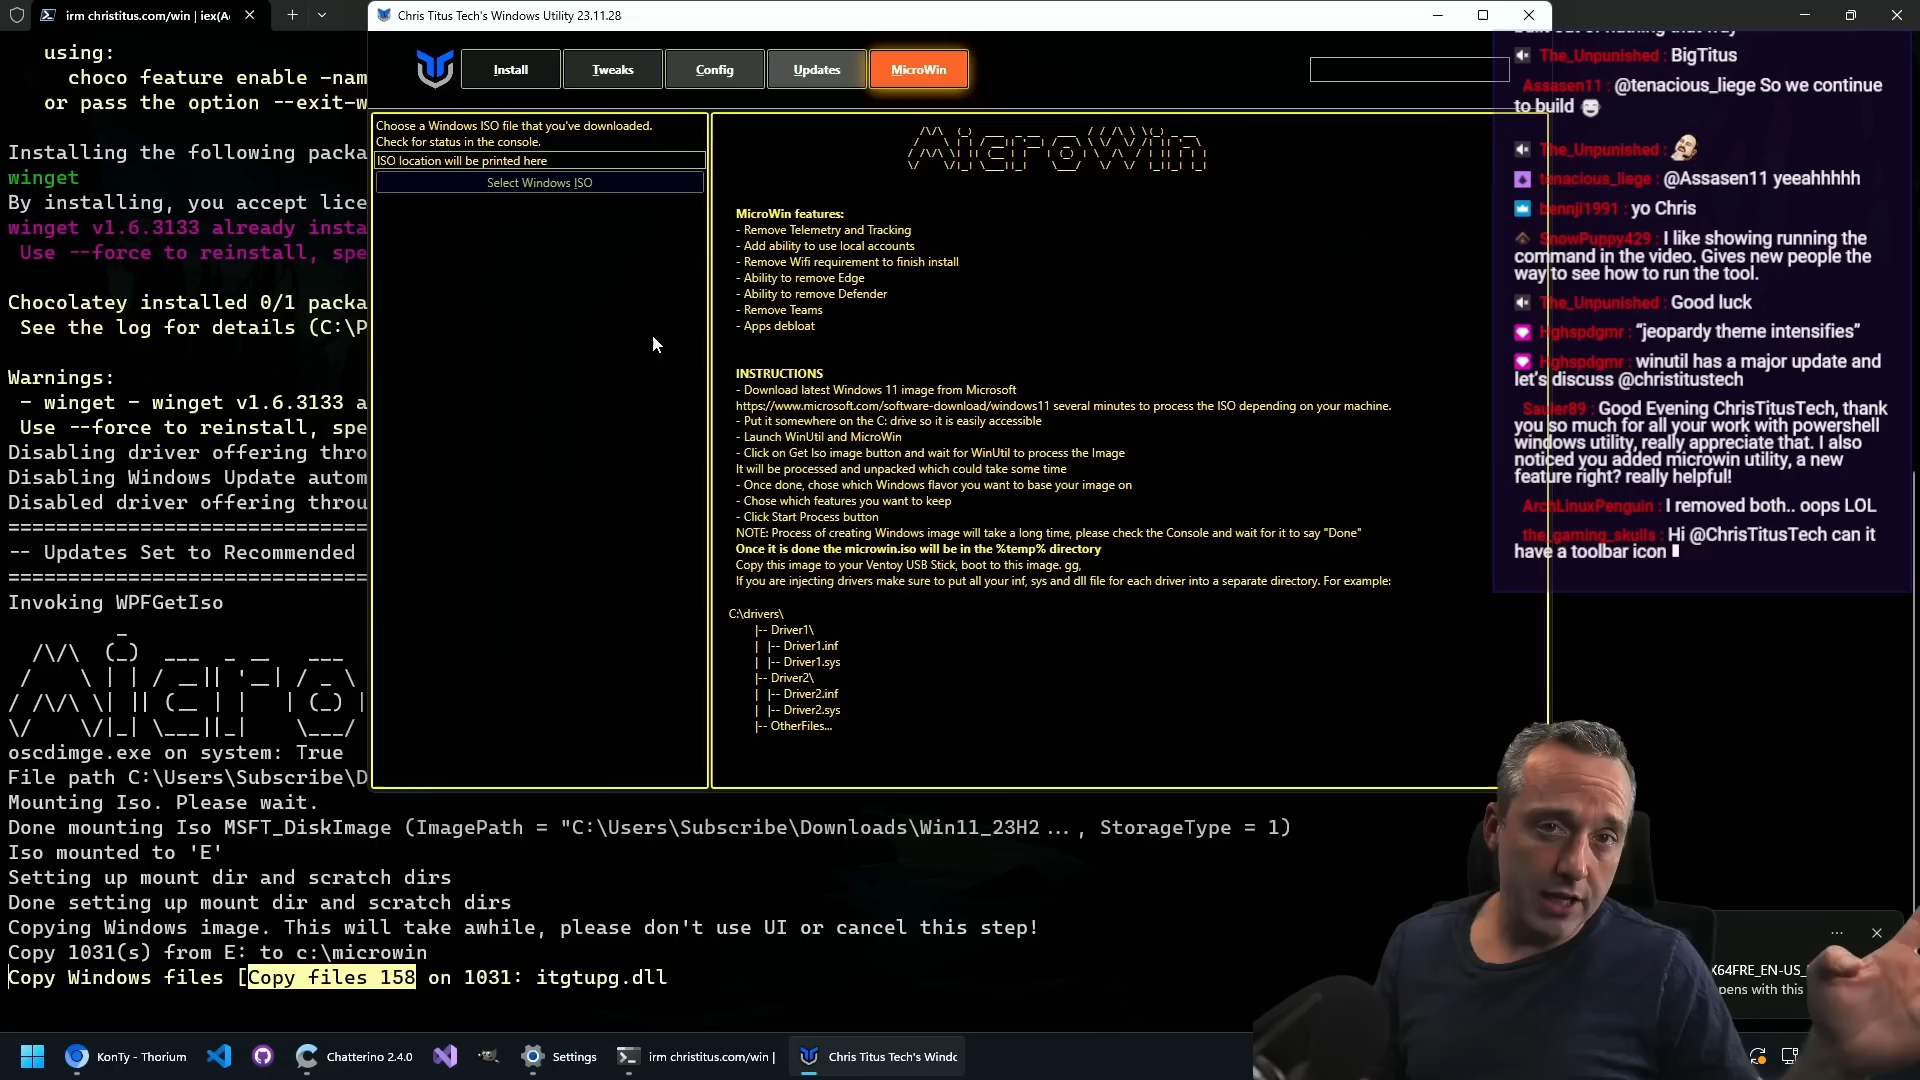 irm christitus.com/win | iex(A
Chris Titus Tech's Windows Utility 23.11.28
Install
Tweaks
Config
Updates
MicroWin
using:
choco feature enable -nam
or pass the option --exit-w
Installing the following packa
winget
By installing, you accept lice
winget v1.6.3133 already insta
Use --force to reinstall, spe
Chocolatey installed 0/1 packa
See the log for details (C:\P
Warnings:
- winget - winget v1.6.3133 a
Use --force to reinstall, spe
Disabling driver offering thro
Disabling Windows Update autom
Disabled driver offering throu
-- Updates Set to Recommended
Invoking WPFGetIso
Micro
oscdimge.exe on system: True
File path C:\Users\Subscribe\D
Mounting Iso. Please wait.
Done mounting Iso MSFT_DiskImage (ImagePath = "C:\Users\Subscribe\Downloads\Win11_23H2..., StorageType = 1)
Iso mounted to 'E'
Setting up mount dir and scratch dirs
Done setting up mount dir and scratch dirs
Copying Windows image. This will take awhile, please don't use UI or cancel this step!
Copy 1031(s) from E: to c:\microwin
Copy Windows files [Copy files 158 on 1031: itgtupg.dll
Choose a Windows ISO file that you've downloaded.
Check for status in the console.
ISO location will be printed here
Select Windows ISO
MicroWin
MicroWin features:
- Remove Telemetry and Tracking
- Add ability to use local accounts
- Remove Wifi requirement to finish install
- Ability to remove Edge
- Ability to remove Defender
- Remove Teams
- Apps debloat
INSTRUCTIONS
- Download latest Windows 11 image from Microsoft
https://www.microsoft.com/software-download/windows11 several minutes to process the ISO depending on your machine.
- Put it somewhere on the C: drive so it is easily accessible
- Launch WinUtil and MicroWin
- Click on Get Iso image button and wait for WinUtil to process the Image
It will be processed and unpacked which could take some time
- Once done, chose which Windows flavor you want to base your image on
- Chose which features you want to keep
- Click Start Process button
NOTE: Process of creating Windows image will take a long time, please check the Console and wait for it to say "Done"
Once it is done the microwin.iso will be in the %temp% directory
Copy this image to your Ventoy USB Stick, boot to this image. gg,
If you are injecting drivers make sure to put all your inf, sys and dll file for each driver into a separate directory. For example:
C:\drivers\
|-- Driver1\
| |-- Driver1.inf
| |-- Driver1.sys
|-- Driver2\
| |-- Driver2.inf
| |-- Driver2.sys
|-- OtherFiles...
The_Unpunished : BigTitus
Assasen11 : @tenacious_liege So we continue
to build
The_Unpunished :
tenacious_liege : @Assasen11 yeeahhhhh
bennji1991 : yo Chris
SnowPuppy429 : I like showing running the
command in the video. Gives new people the
way to see how to run the tool.
The_Unpunished : Good luck
Hghspdgmr : “jeopardy theme intensifies”
Hghspdgmr : winutil has a major update and
let's discuss @christitustech
Sauler89 : Good Evening ChrisTitusTech, thank
you so much for all your work with powershell
windows utility, really appreciate that. I also
noticed you added microwin utility, a new
feature right? really helpful!
ArchLinuxPenguin : I removed both.. oops LOL
the_gaming_skulls : Hi @ChrisTitusTech can it
have a toolbar icon
X64FRE_EN-US_
pens with this
KonTy - Thorium
Chatterino 2.4.0
Settings
irm christitus.com/win |
Chris Titus Tech's Windo